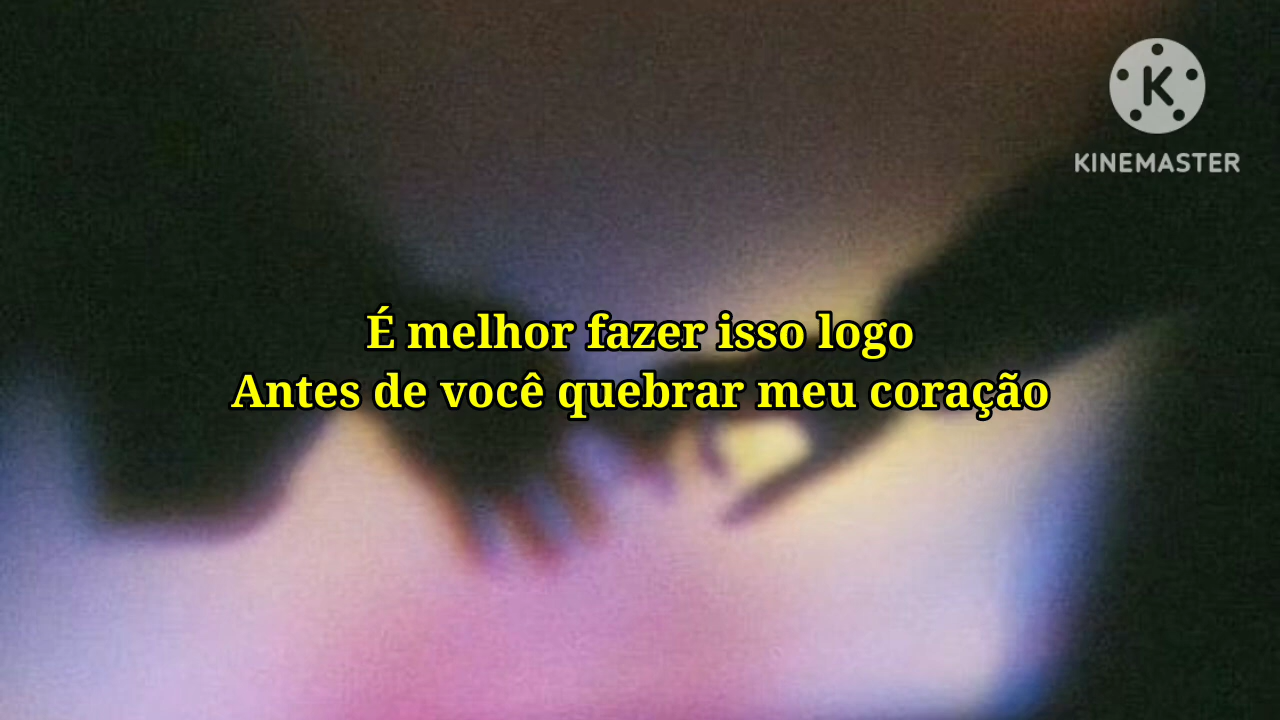 KINEMASTER
É melhor fazer isso logo
Antes de você quebrar meu coração